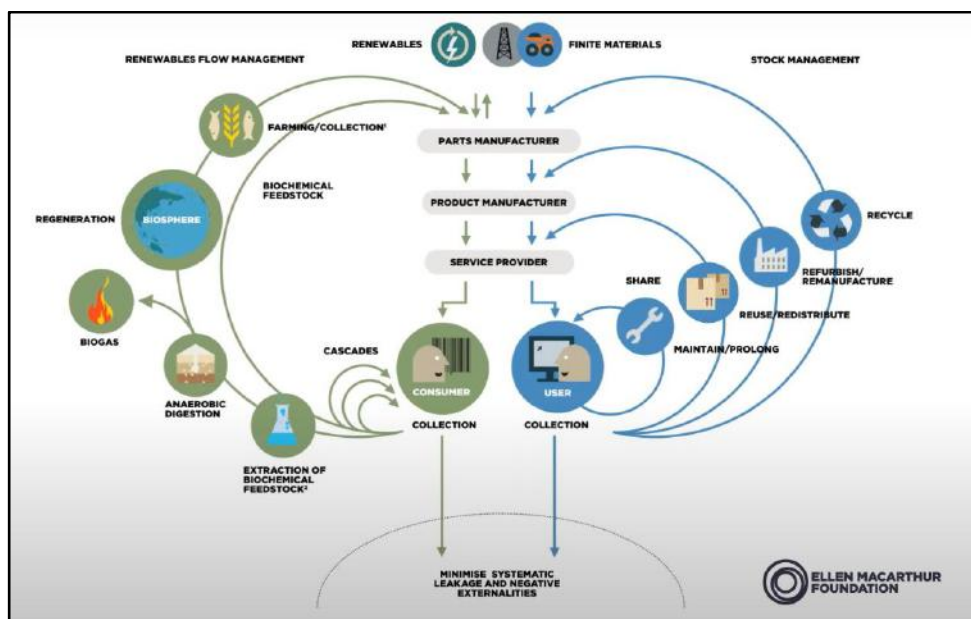 RENEWABLES
FINITE MATERIALS
RENEWABLES FLOW MANAGEMENT
STOCK MANAGEMENT
FARMING/COLLECTION¹
PARTS MANUFACTURER
BIOCHEMICAL
FEEDSTOCK
PRODUCT MANUFACTURER
REGENERATION
BIOSPHERE
RECYCLE
SERVICE PROVIDER
SHARE
REFURBISH/
REMANUFACTURE
REUSE/REDISTRIBUTE
BIOGAS
CASCADES
MAINTAIN/PROLONG
CONSUMER
USER
ANAEROBIC
DIGESTION
COLLECTION
COLLECTION
EXTRACTION OF
BIOCHEMICAL
FEEDSTOCK²
MINIMISE SYSTEMATIC
LEAKAGE AND NEGATIVE
EXTERNALITIES
ELLEN MACARTHUR
FOUNDATION